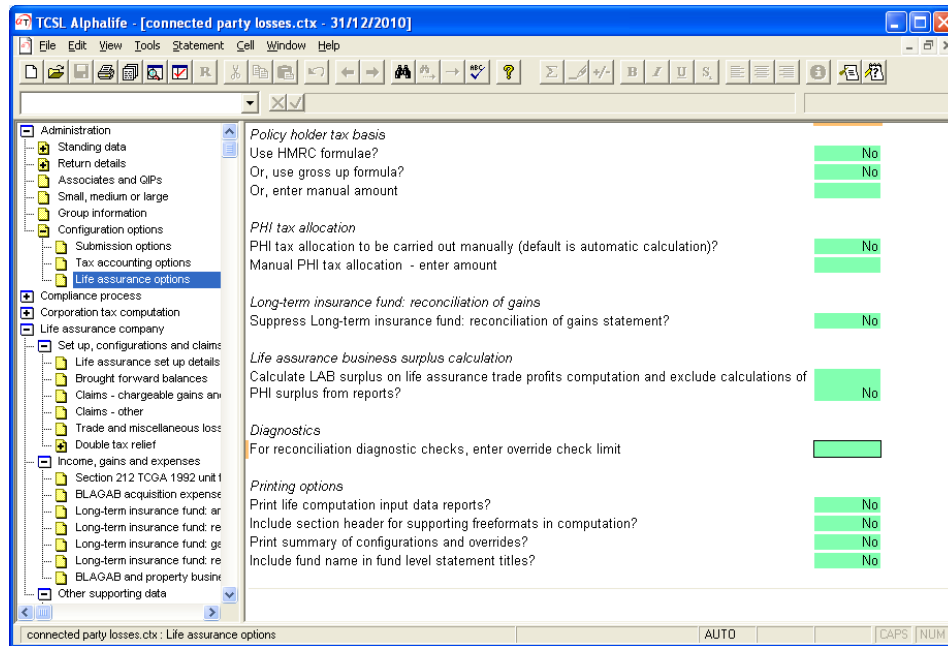 TCSL Alphalife - [connected party losses.ctx - 31/12/2010]
File Edit View Tools Statement Cell Window Help
R ABC ? Σ +/- B I U S,
Administration
Standing data
Return details
Associates and QIPs
Small, medium or large
Group information
Configuration options
Submission options
Tax accounting options
Life assurance options
Compliance process
Corporation tax computation
Life assurance company
Set up, configurations and claims
Life assurance set up details
Brought forward balances
Claims - chargeable gains an
Claims - other
Trade and miscellaneous loss
Double tax relief
Income, gains and expenses
Section 212 TCGA 1992 unit t
BLAGAB acquisition expense
Long-term insurance fund: ar
Long-term insurance fund: re
Long-term insurance fund: ga
Long-term insurance fund: re
BLAGAB and property busine
Other supporting data
Policy holder tax basis
Use HMRC formulae? No
Or, use gross up formula? No
Or, enter manual amount
PHI tax allocation
PHI tax allocation to be carried out manually (default is automatic calculation)? No
Manual PHI tax allocation - enter amount
Long-term insurance fund: reconciliation of gains
Suppress Long-term insurance fund: reconciliation of gains statement? No
Life assurance business surplus calculation
Calculate LAB surplus on life assurance trade profits computation and exclude calculations of
PHI surplus from reports? No
Diagnostics
For reconciliation diagnostic checks, enter override check limit
Printing options
Print life computation input data reports? No
Include section header for supporting freeformats in computation? No
Print summary of configurations and overrides? No
Include fund name in fund level statement titles? No
connected party losses.ctx : Life assurance options AUTO CAPS NUM